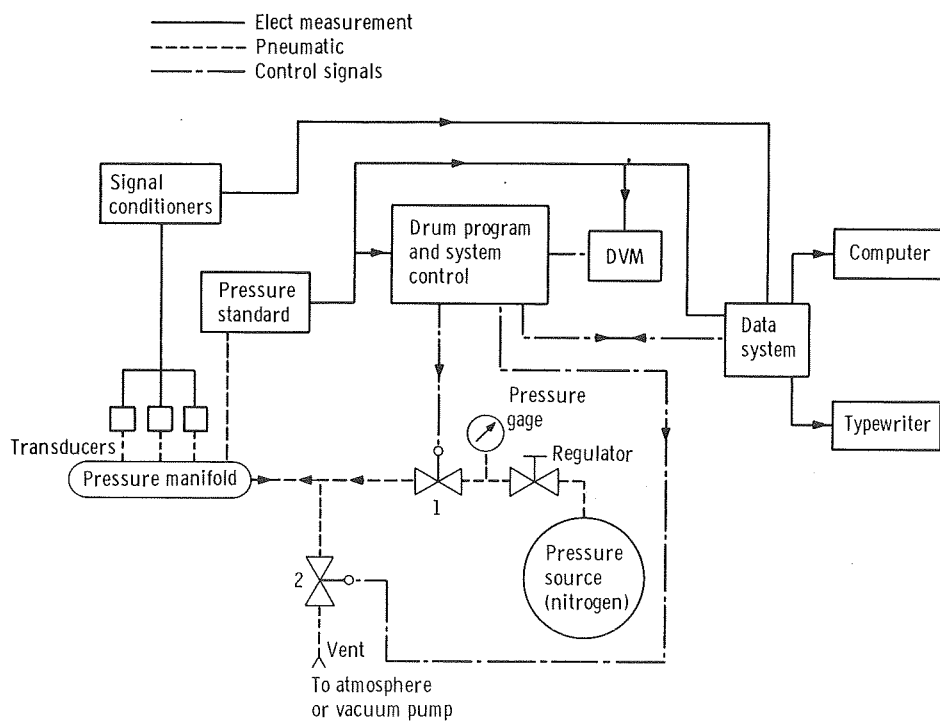 Elect measurement
Pneumatic
Control signals
Signal
conditioners
Drum program
and system
control
DVM
Computer
Pressure
standard
Data
system
Pressure
gage
Typewriter
Transducers
Regulator
Pressure manifold
1
Pressure
source
(nitrogen)
2
Vent
To atmosphere
or vacuum pump